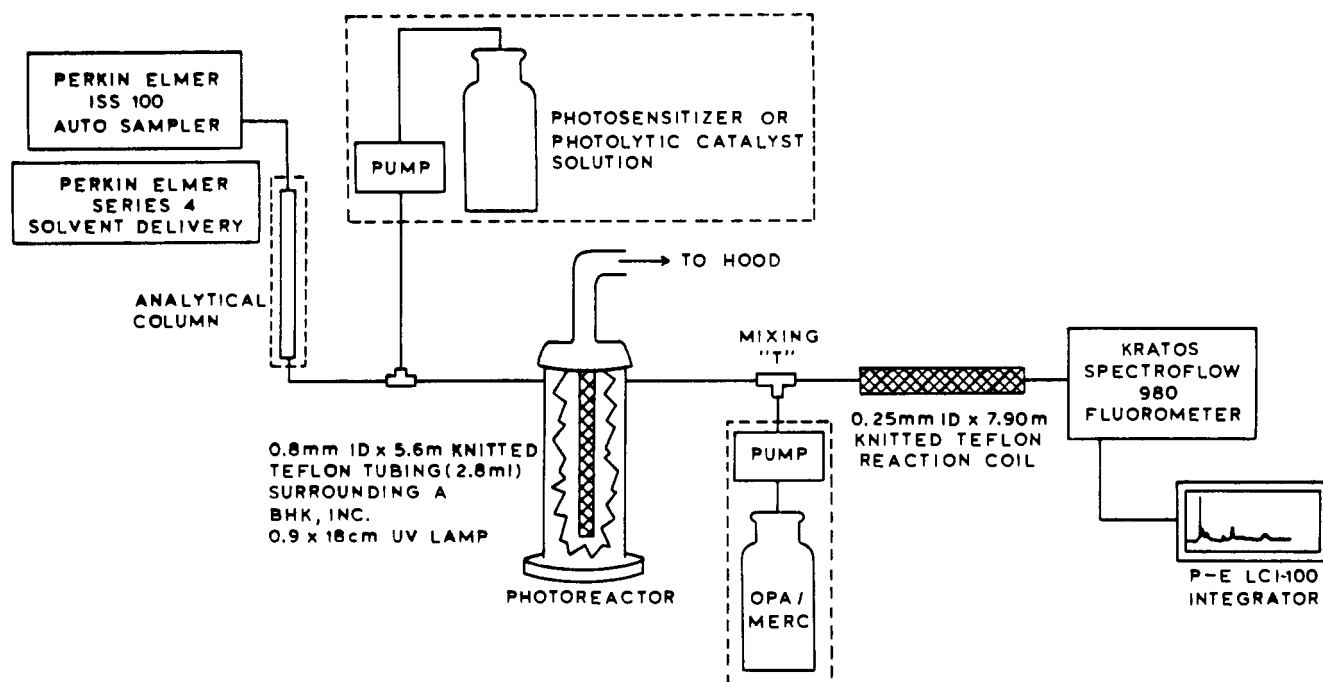 PERKIN ELMER
ISS 100
AUTO SAMPLER
PERKIN ELMER
SERIES 4
SOLVENT DELIVERY
ANALYTICAL
COLUMN
PUMP
PHOTOSENSITIZER OR
PHOTOLYTIC CATALYST
SOLUTION
TO HOOD
0.8mm ID x 5.6m KNITTED
TEFLON TUBING(2.8ml)
SURROUNDING A
BHK, INC.
0.9 x 18cm UV LAMP
PHOTOREACTOR
MIXING
"T"
PUMP
OPA/
MERC
0.25mm ID x 7.90m
KNITTED TEFLON
REACTION COIL
KRATOS
SPECTROFLOW
980
FLUOROMETER
P-E LCI-100
INTEGRATOR